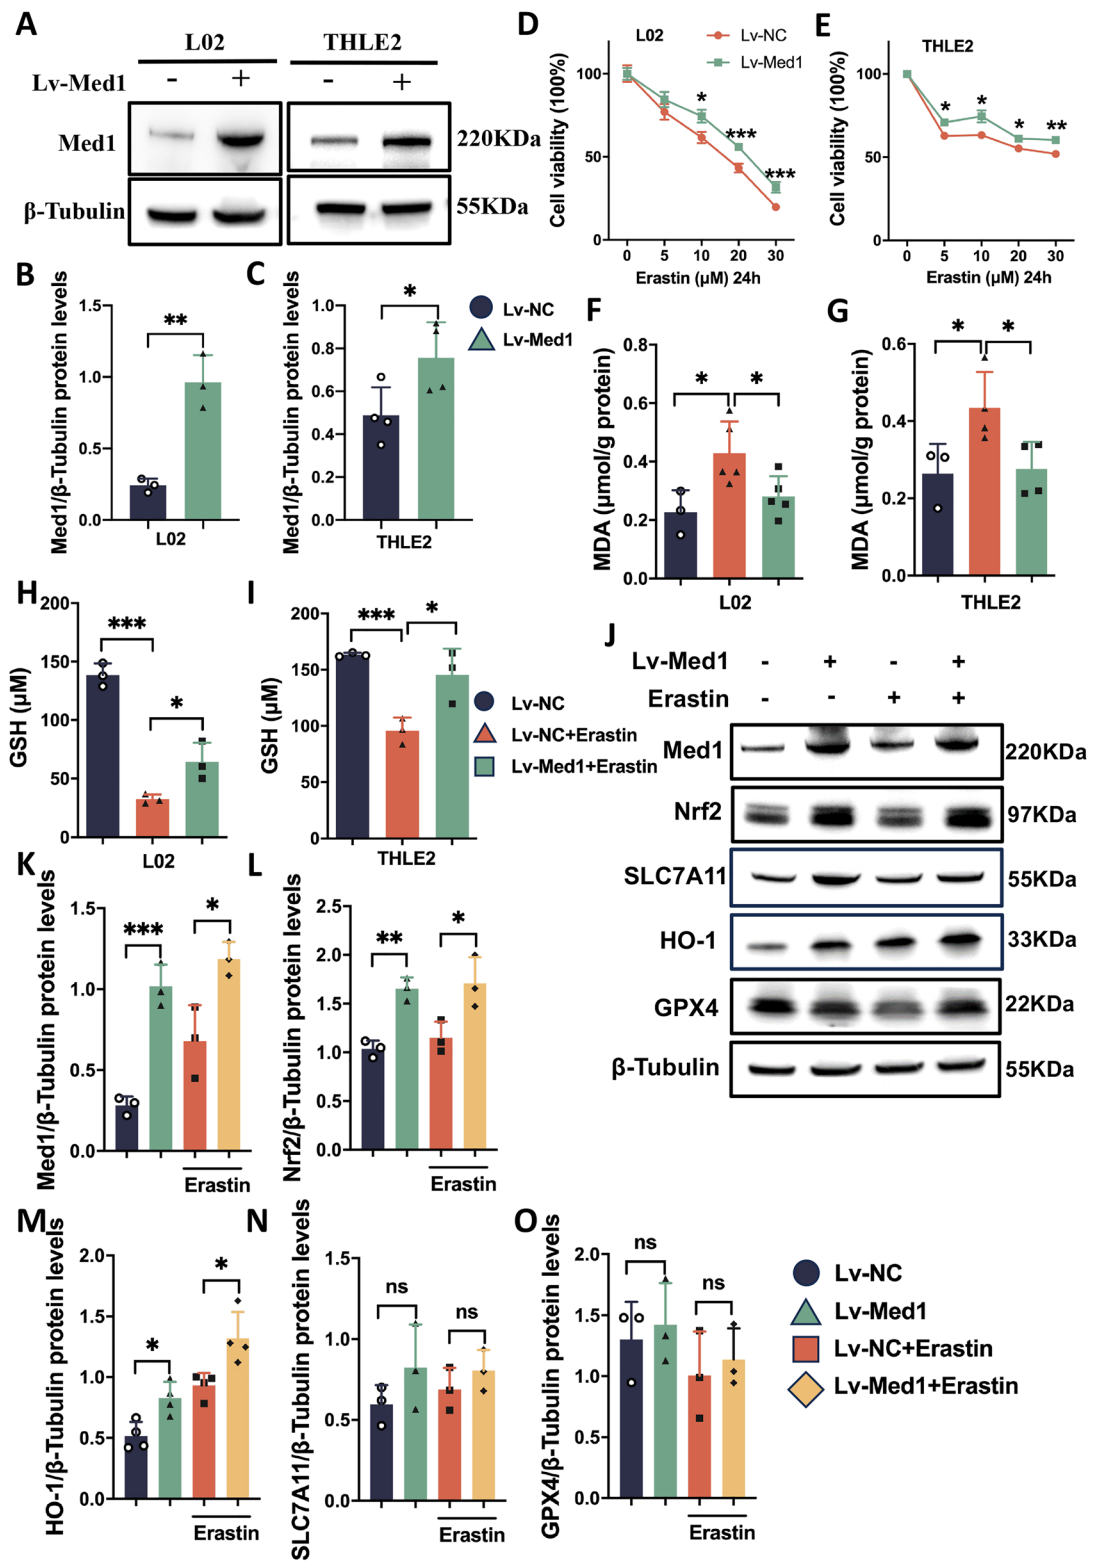 A
L02
THLE2
Lv-Med1
-
+
-
+
Med1
220KDa
β-Tubulin
55KDa
D
L02
Lv-NC
Lv-Med1
Cell viability (100%)
100
50
0
*
***
***
0
5
10
20
30
Erastin (μM) 24h
E
THLE2
Cell viability (100%)
100
50
0
*
*
*
**
0
5
10
20
30
Erastin (μM) 24h
B
Med1/β-Tubulin protein levels
1.5
1.0
0.5
0.0
**
L02
C
Med1/β-Tubulin protein levels
1.0
0.8
0.6
0.4
0.2
0.0
*
THLE2
Lv-NC
Lv-Med1
F
MDA (μmol/g protein)
0.8
0.6
0.4
0.2
0.0
*
*
L02
G
MDA (μmol/g protein)
0.6
0.4
0.2
0.0
*
*
THLE2
H
GSH (μM)
200
150
100
50
0
***
*
L02
I
GSH (μM)
200
150
100
50
0
***
*
THLE2
Lv-NC
Lv-NC+Erastin
Lv-Med1+Erastin
J
Lv-Med1
-
+
-
+
Erastin
-
-
+
+
Med1
220KDa
Nrf2
97KDa
SLC7A11
55KDa
HO-1
33KDa
GPX4
22KDa
β-Tubulin
55KDa
K
Med1/β-Tubulin protein levels
1.5
1.0
0.5
0.0
***
*
Erastin
L
Nrf2/β-Tubulin protein levels
2.5
2.0
1.5
1.0
0.5
0.0
**
*
Erastin
M
HO-1/β-Tubulin protein levels
2.0
1.5
1.0
0.5
0.0
*
*
Erastin
N
SLC7A11/β-Tubulin protein levels
1.5
1.0
0.5
0.0
ns
ns
Erastin
O
GPX4/β-Tubulin protein levels
2.0
1.5
1.0
0.5
0.0
ns
ns
Erastin
Lv-NC
Lv-Med1
Lv-NC+Erastin
Lv-Med1+Erastin